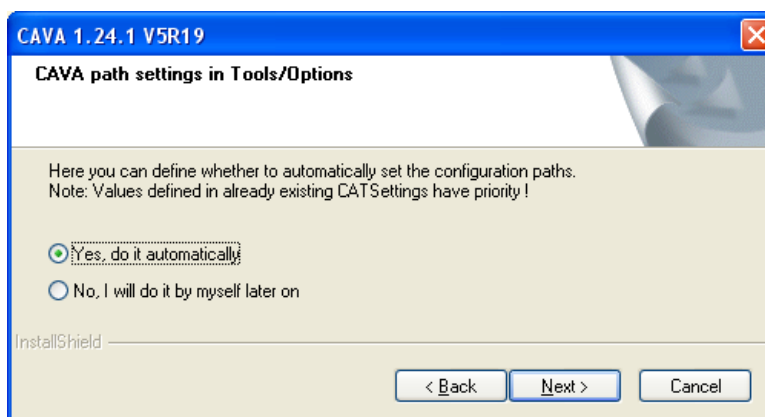 CAVA 1.24.1 V5R19
CAVA path settings in Tools/Options
Here you can define whether to automatically set the configuration paths.
Note: Values defined in already existing CATSettings have priority !
Yes, do it automatically
No, I will do it by myself later on
InstallShield
< Back
Next >
Cancel